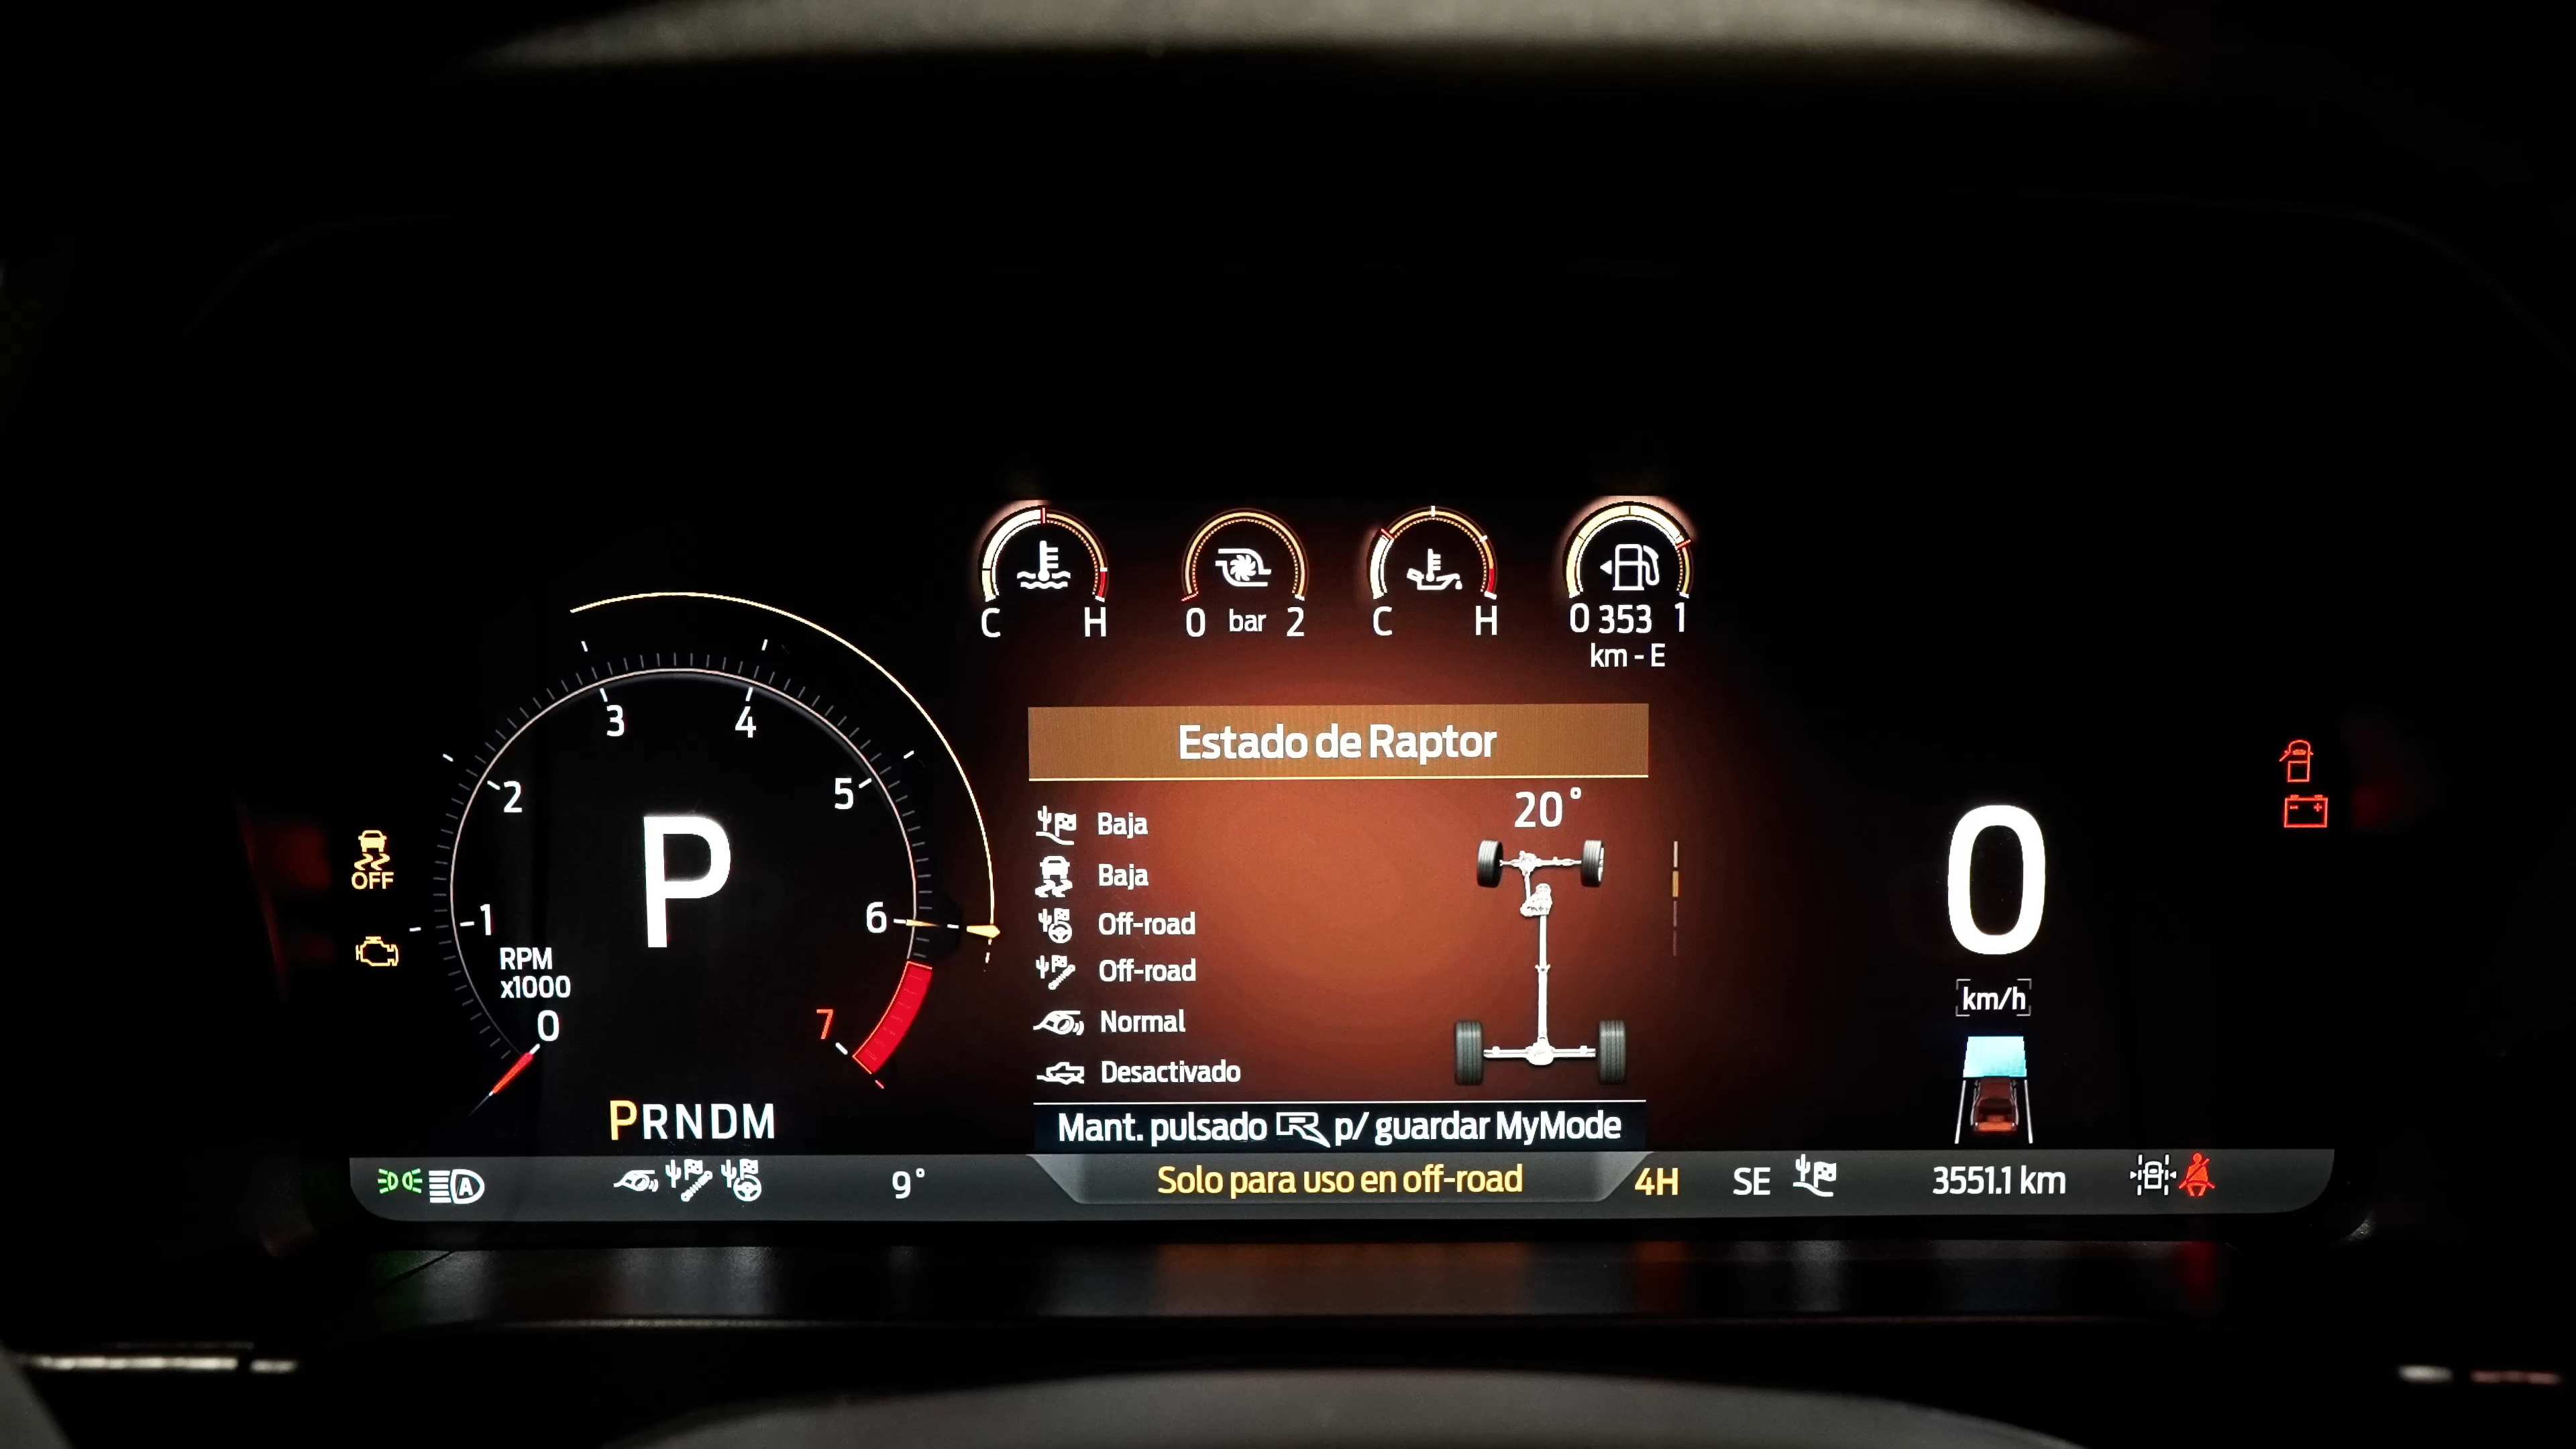 C H
0 bar 2
C H
0 353 1
km - E
Estado de Raptor
20°
Baja
Baja
Off-road
Off-road
Normal
Desactivado
Mant. pulsado R p/ guardar MyMode
OFF
0
1
2
3
4
5
6
7
RPM
x1000
P
PRNDM
0
km/h
A
9°
Solo para uso en off-road
4H
SE
3551.1 km